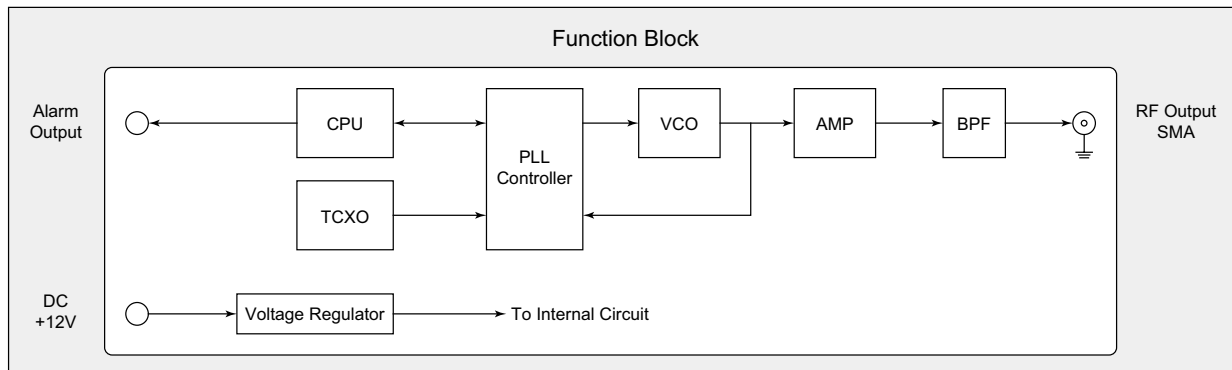 Function Block
Alarm
Output
CPU
PLL
Controller
VCO
AMP
BPF
RF Output
SMA
TCXO
DC
+12V
Voltage Regulator
To Internal Circuit